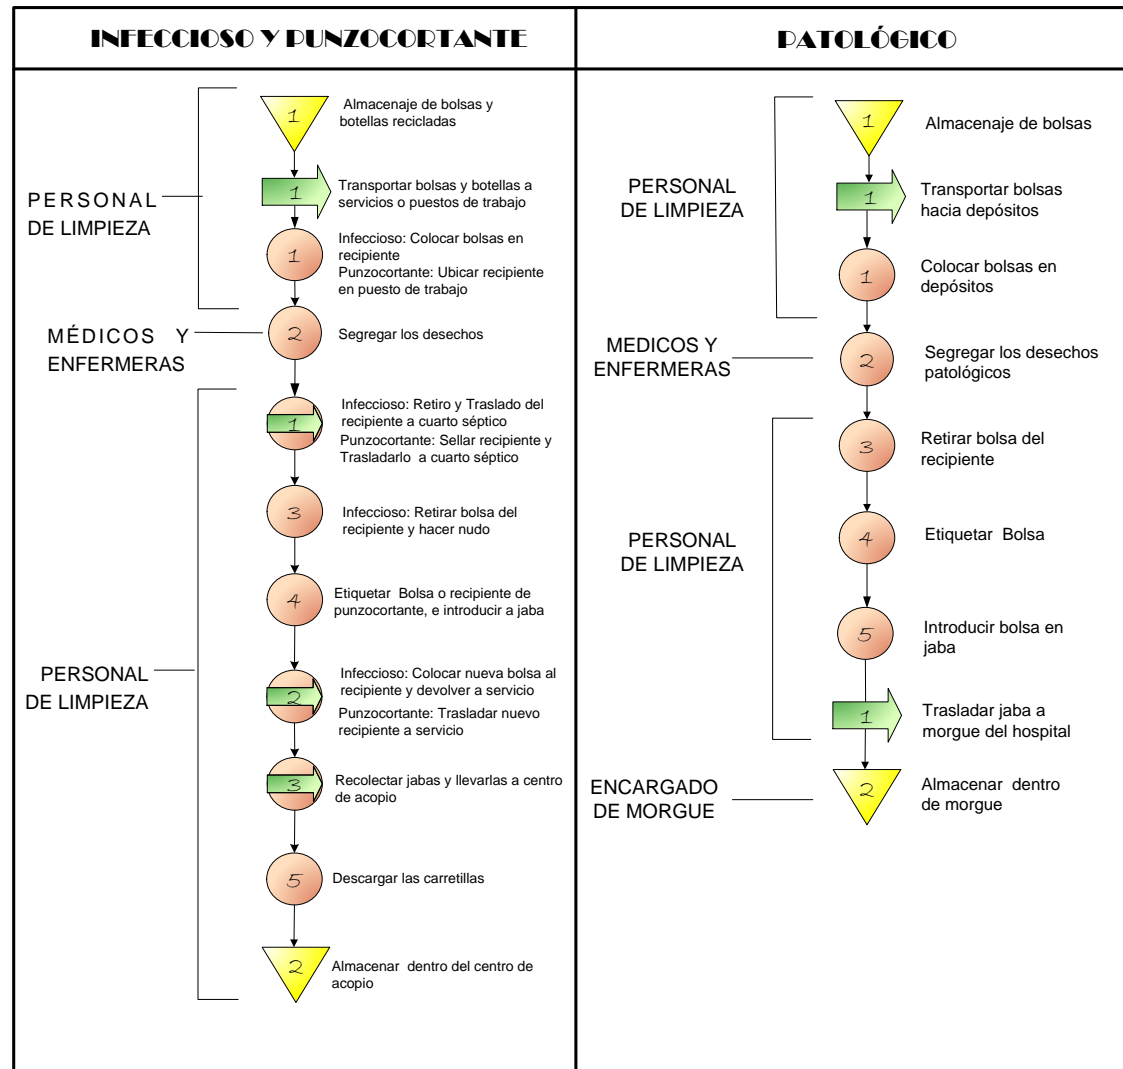 INFECCIOSO Y PUNZOCORTANTE
PERSONAL
DE LIMPIEZA
1
Almacenaje de bolsas y
botellas recicladas
1
Transportar bolsas y botellas a
servicios o puestos de trabajo
1
Infeccioso: Colocar bolsas en
recipiente
Punzocortante: Ubicar recipiente
en puesto de trabajo
MÉDICOS Y
ENFERMERAS
2
Segregar los desechos
PERSONAL
DE LIMPIEZA
1
Infeccioso: Retiro y Traslado del
recipiente a cuarto séptico
Punzocortante: Sellar recipiente y
Trasladarlo a cuarto séptico
3
Infeccioso: Retirar bolsa del
recipiente y hacer nudo
4
Etiquetar Bolsa o recipiente de
punzocortante, e introducir a jaba
2
Infeccioso: Colocar nueva bolsa al
recipiente y devolver a servicio
Punzocortante: Trasladar nuevo
recipiente a servicio
3
Recolectar jabas y llevarlas a centro
de acopio
5
Descargar las carretillas
2
Almacenar dentro del centro de
acopio
PATOLÓGICO
PERSONAL
DE LIMPIEZA
1
Almacenaje de bolsas
1
Transportar bolsas
hacia depósitos
1
Colocar bolsas en
depósitos
MEDICOS Y
ENFERMERAS
2
Segregar los desechos
patológicos
PERSONAL
DE LIMPIEZA
3
Retirar bolsa del
recipiente
4
Etiquetar Bolsa
5
Introducir bolsa en
jaba
1
Trasladar jaba a
morgue del hospital
ENCARGADO
DE MORGUE
2
Almacenar dentro
de morgue